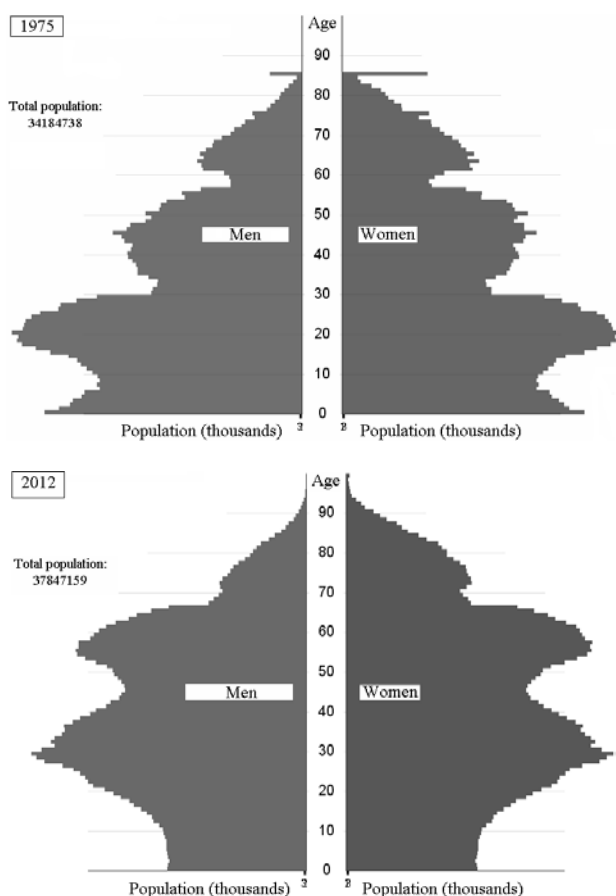 1975
Age
Total population:
34184738
90
80
70
60
50
40
30
20
10
0
Men
Women
Population (thousands)
Population (thousands)
2012
Age
Total population:
37847159
90
80
70
60
50
40
30
20
10
0
Men
Women
Population (thousands)
Population (thousands)